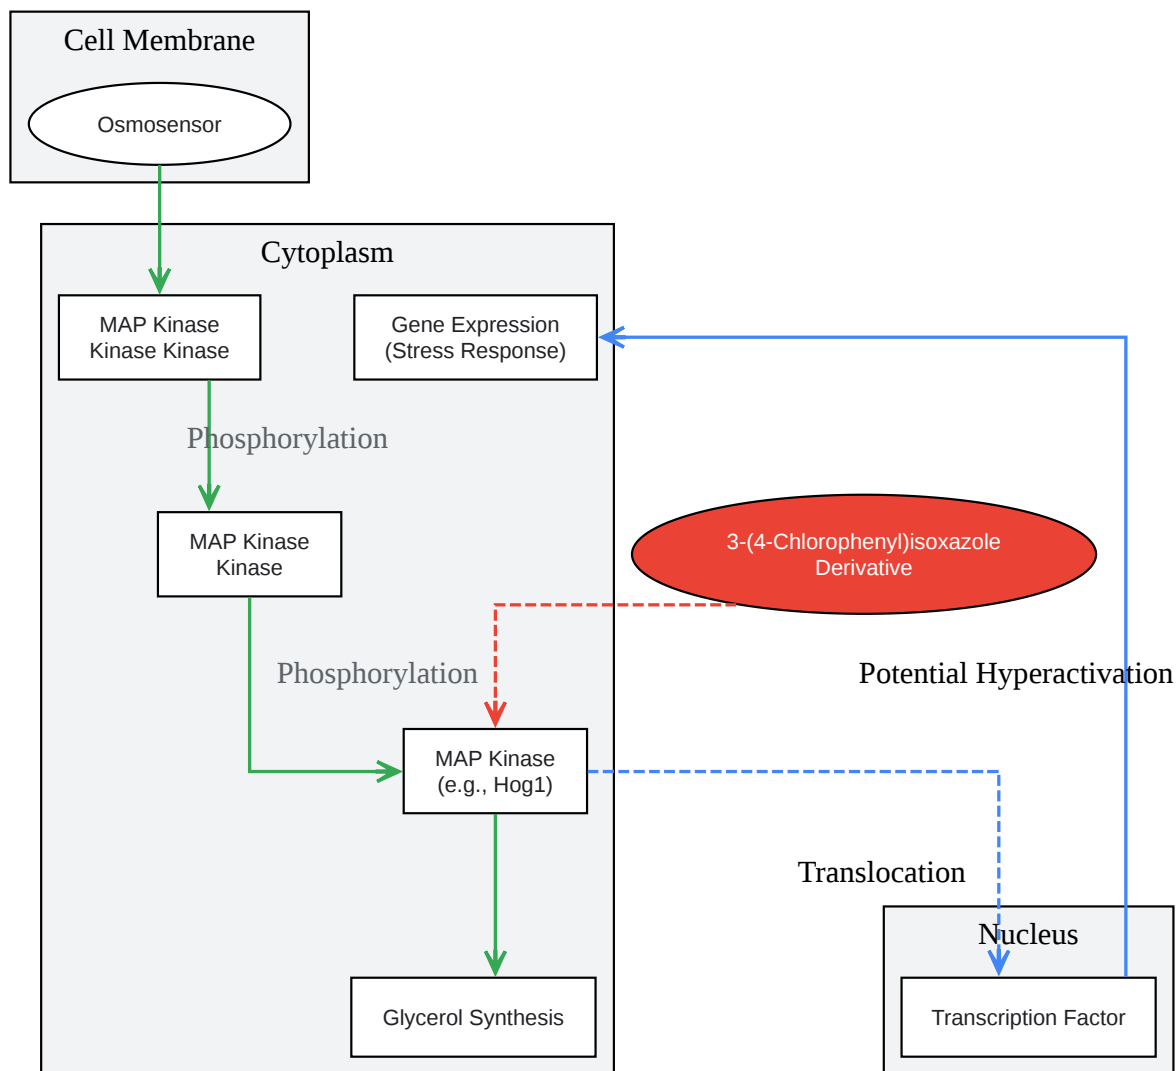 Cell Membrane
Osmosensor
Cytoplasm
MAP Kinase
Kinase Kinase
Gene Expression
(Stress Response)
Phosphorylation
MAP Kinase
Kinase
3-(4-Chlorophenyl)isoxazole
Derivative
Phosphorylation
Potential Hyperactivation
MAP Kinase
(e.g., Hog1)
Translocation
Nucleus
Glycerol Synthesis
Transcription Factor